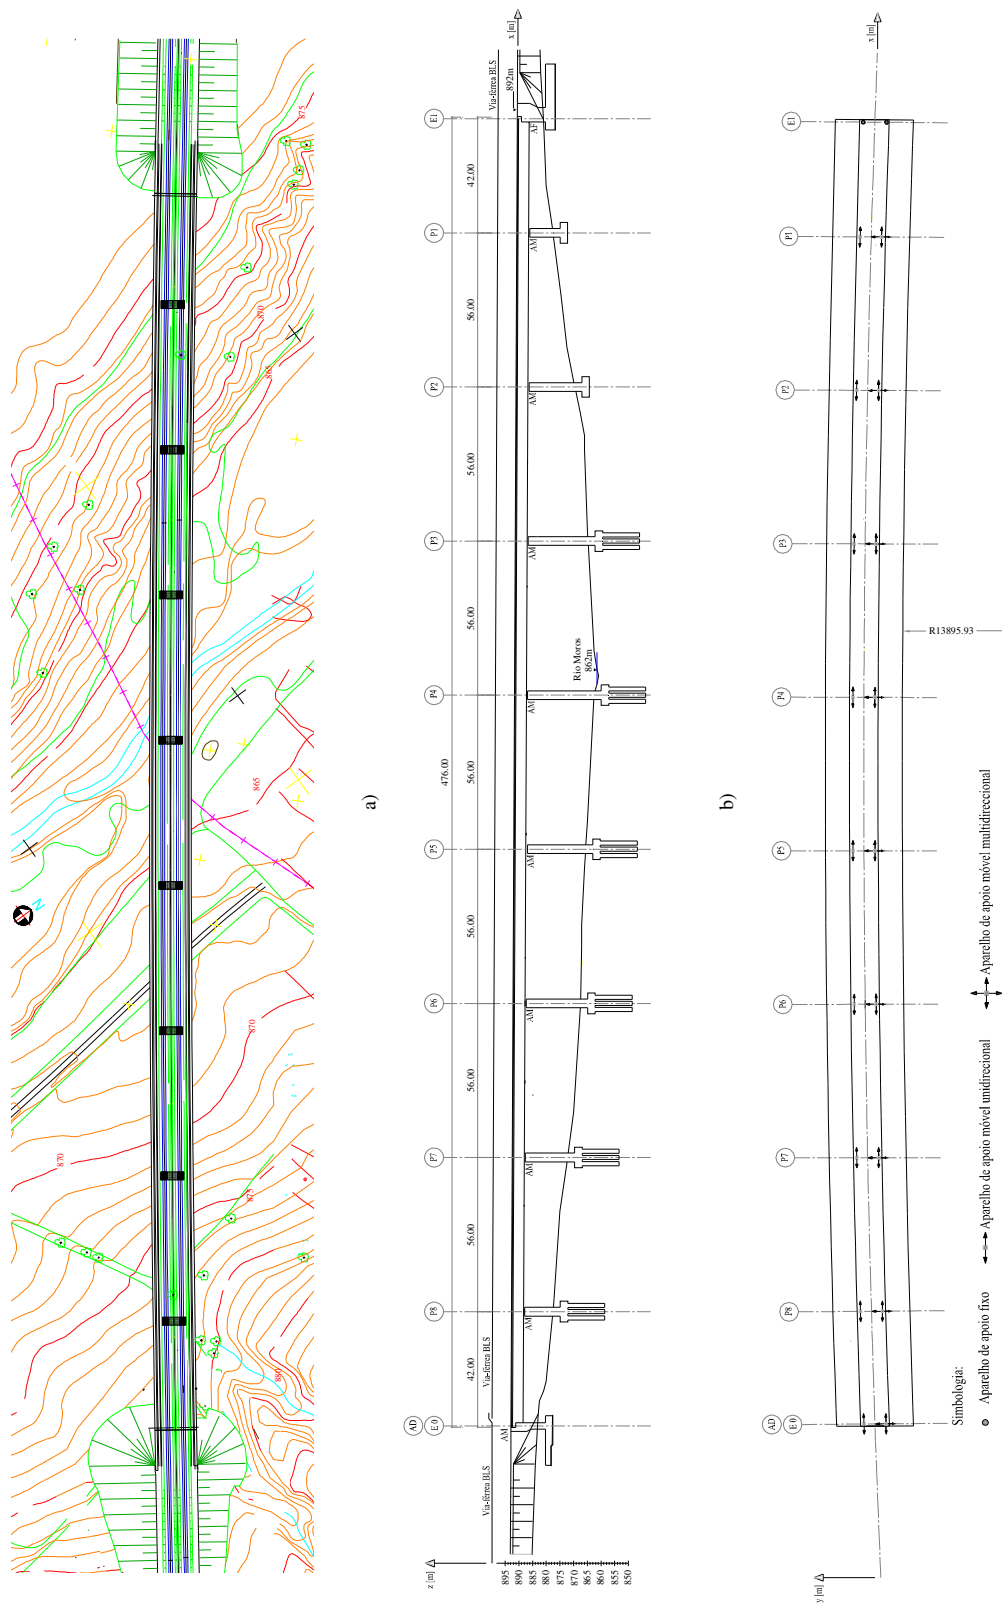 875
870
865
865
870
870
875
880
N
a)
x [m]
z [m]
Via-férrea BLS
892m
E1
P1
P2
P3
P4
P5
P6
P7
P8
AD
E0
AF
AM
AM
AM
AM
AM
AM
AM
AM
AM
42.00
56.00
56.00
56.00
56.00
56.00
56.00
56.00
42.00
476.00
Rio Moros
862m
Via-férrea BLS
Via-férrea BLS
895
890
885
880
875
870
865
860
855
850
b)
x [m]
y [m]
E1
P1
P2
P3
P4
P5
P6
P7
P8
AD
E0
R13895.93
Simbologia:
Aparelho de apoio fixo
Aparelho de apoio móvel unidirecional
Aparelho de apoio móvel multidireccional